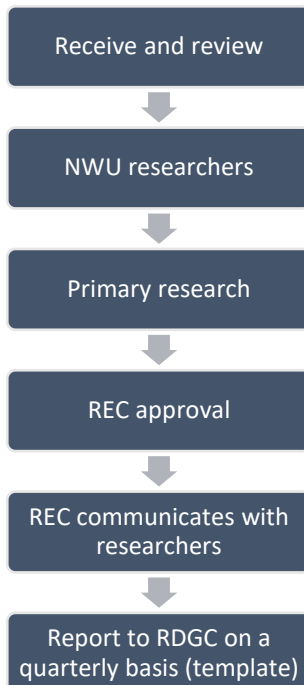 Receive and review
NWU researchers
Primary research
REC approval
REC communicates with
researchers
Report to RDGC on a
quarterly basis (template)